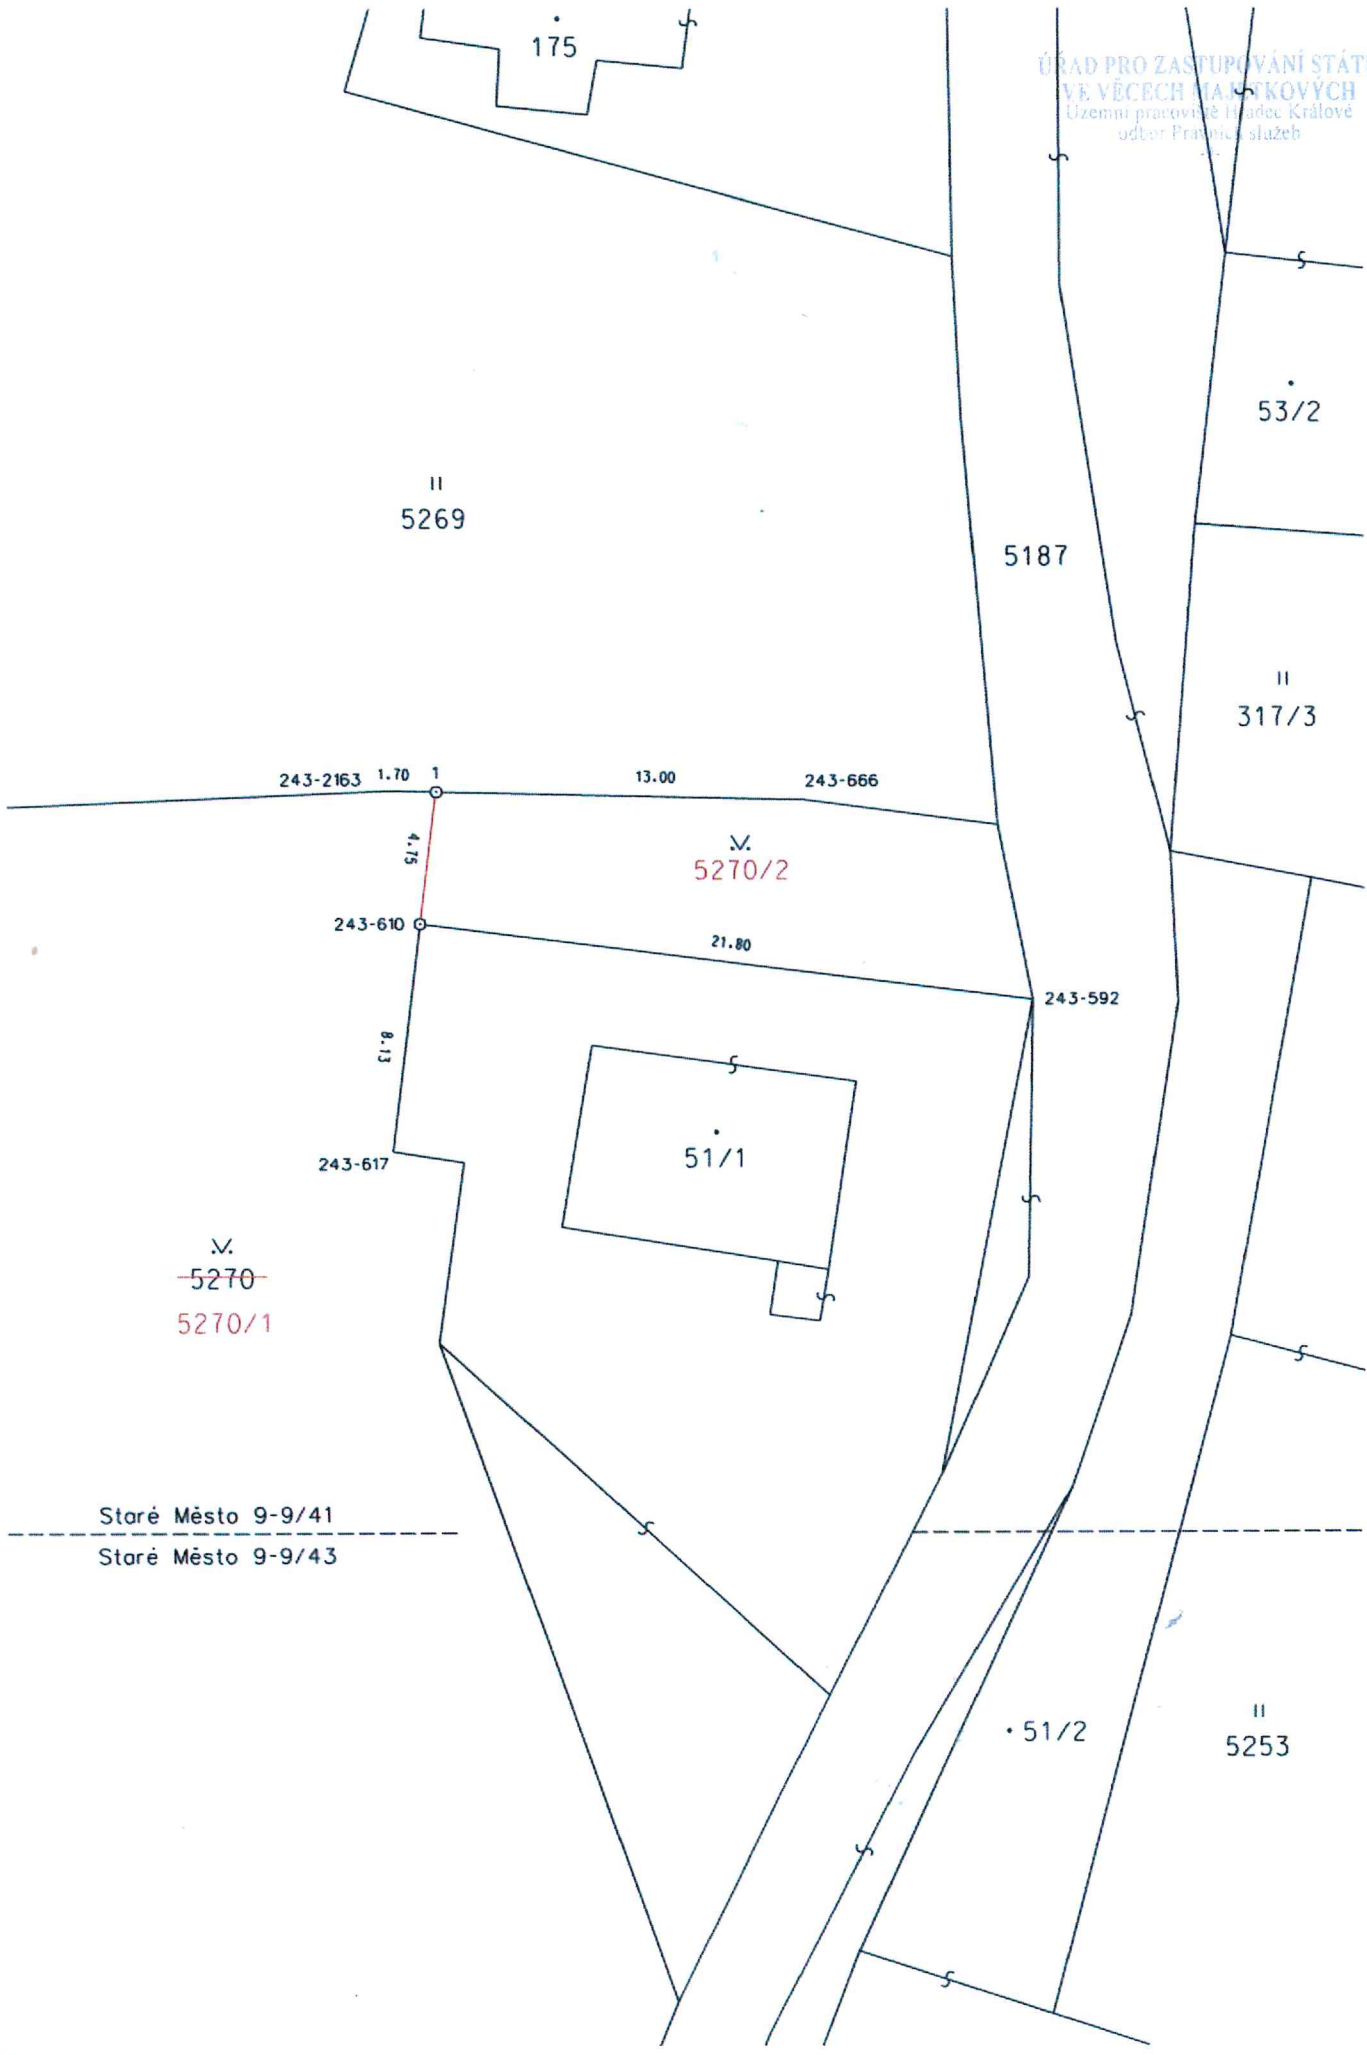 175
ÚŘAD PRO ZASTUPOVÁNÍ STÁT
VE VĚCECH MAJETKOVÝCH
Územní pracoviště Hradec Králové
odbor Právních služeb
53/2
5269
5187
317/3
243-2163 1.70 1 13.00 243-666
4.75
5270/2
243-610
21.80
243-592
8.13
51/1
243-617
5270
5270/1
Staré Město 9-9/41
Staré Město 9-9/43
51/2
5253